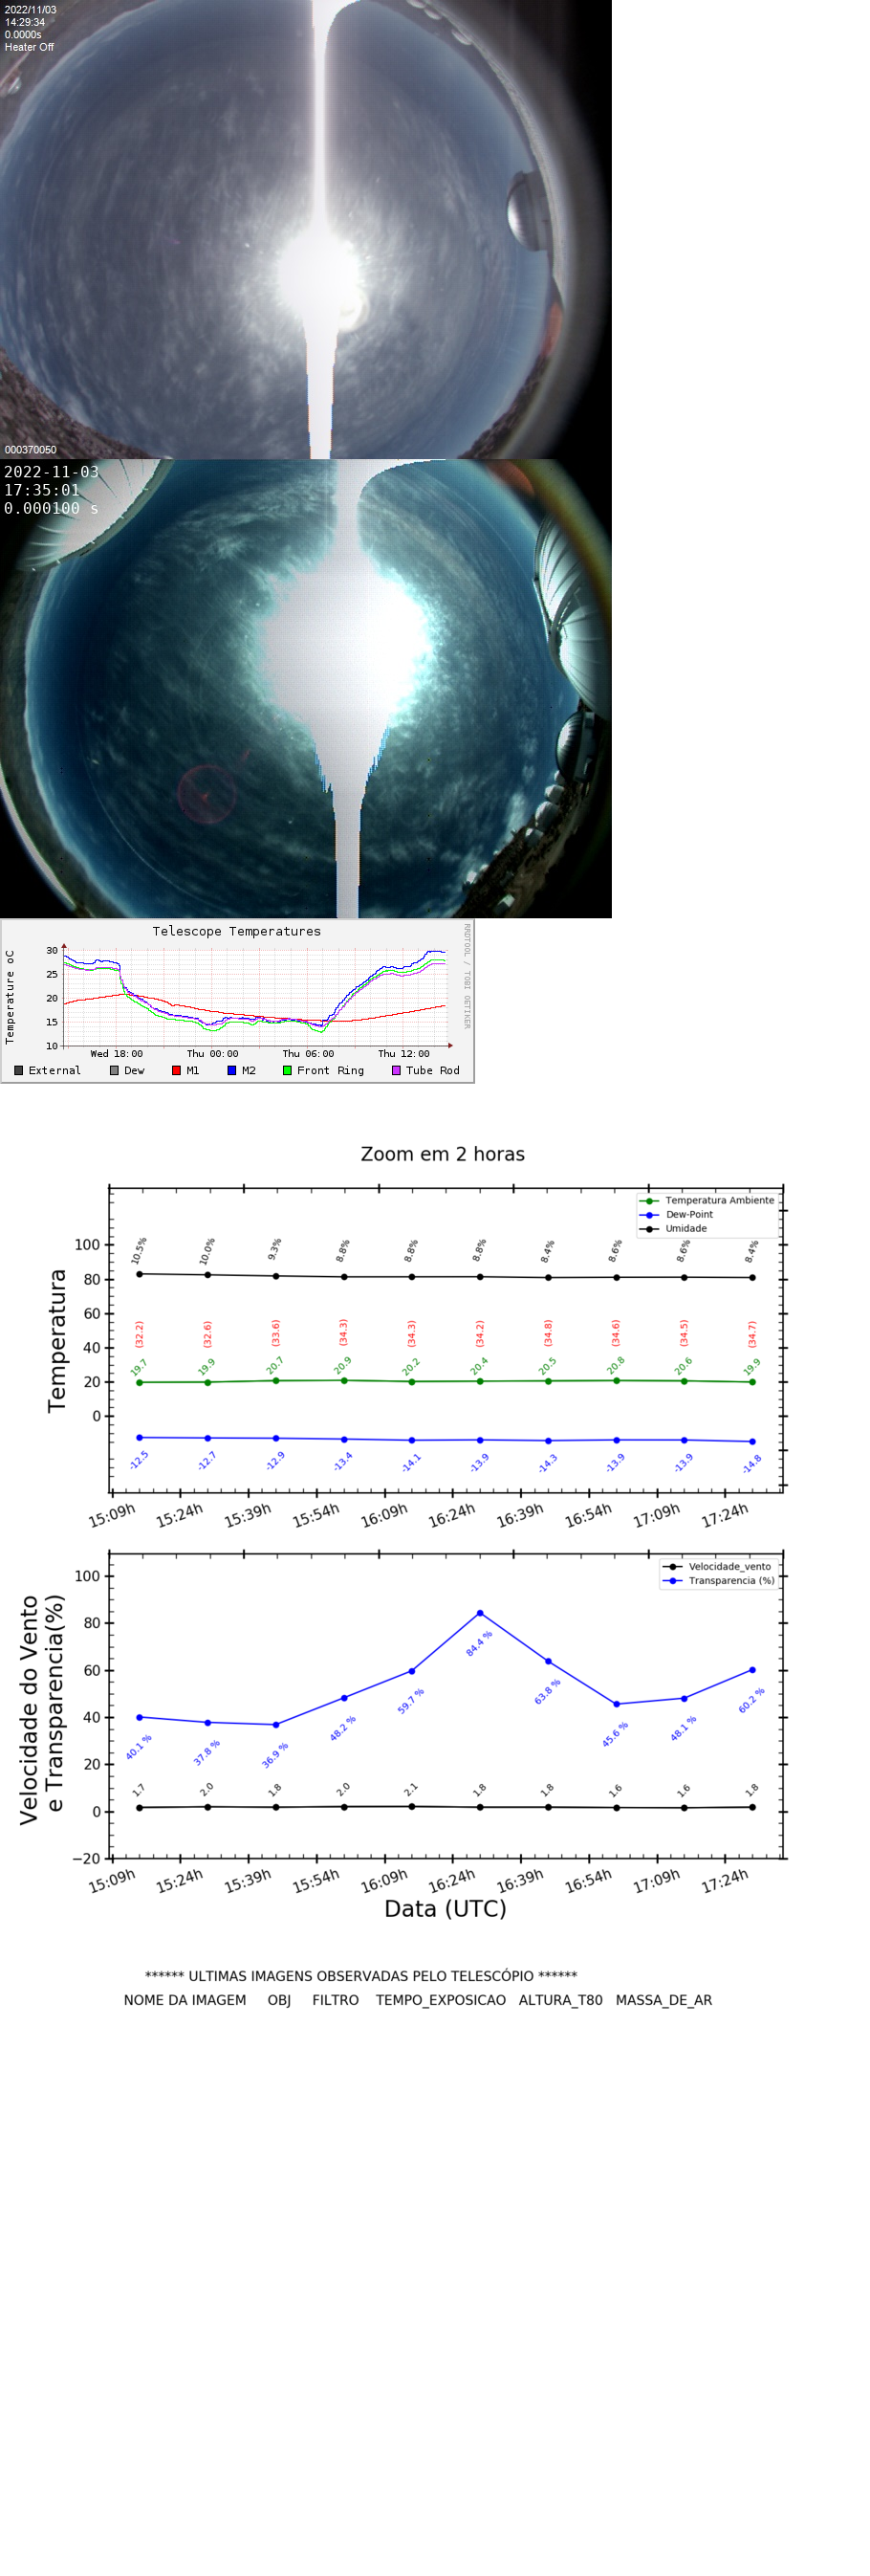 2022/11/03
14:29:34
0.0000s
Heater Off
000370050
2022-11-03
17:35:01
0.000100 s
Telescope Temperatures
RRDTOOL / TOBI OETIKER
Temperature oC
30
25
20
15
10
Wed 18:00 Thu 00:00 Thu 06:00 Thu 12:00
External Dew M1 M2 Front Ring Tube Rod
Zoom em 2 horas
Temperatura Ambiente
Dew-Point
Umidade
Temperatura
100
80
60
40
20
0
10.5% 10.0% 9.3% 8.8% 8.8% 8.8% 8.4% 8.6% 8.6% 8.4%
(32.2) (32.6) (33.6) (34.3) (34.3) (34.2) (34.8) (34.6) (34.5) (34.7)
19.7 19.9 20.7 20.9 20.2 20.4 20.5 20.8 20.6 19.9
-12.5 -12.7 -12.9 -13.4 -14.1 -13.9 -14.3 -13.9 -13.9 -14.8
15:09h 15:24h 15:39h 15:54h 16:09h 16:24h 16:39h 16:54h 17:09h 17:24h
Velocidade_vento
Transparencia (%)
Velocidade do Vento
e Transparencia(%)
100
80
60
40
20
0
−20
40.1 % 37.8 % 36.9 % 48.2 % 59.7 % 84.4 % 63.8 % 45.6 % 48.1 % 60.2 %
1.7 2.0 1.8 2.0 2.1 1.8 1.8 1.6 1.6 1.8
15:09h 15:24h 15:39h 15:54h 16:09h 16:24h 16:39h 16:54h 17:09h 17:24h
Data (UTC)
****** ULTIMAS IMAGENS OBSERVADAS PELO TELESCÓPIO ******
NOME DA IMAGEM OBJ FILTRO TEMPO_EXPOSICAO ALTURA_T80 MASSA_DE_AR